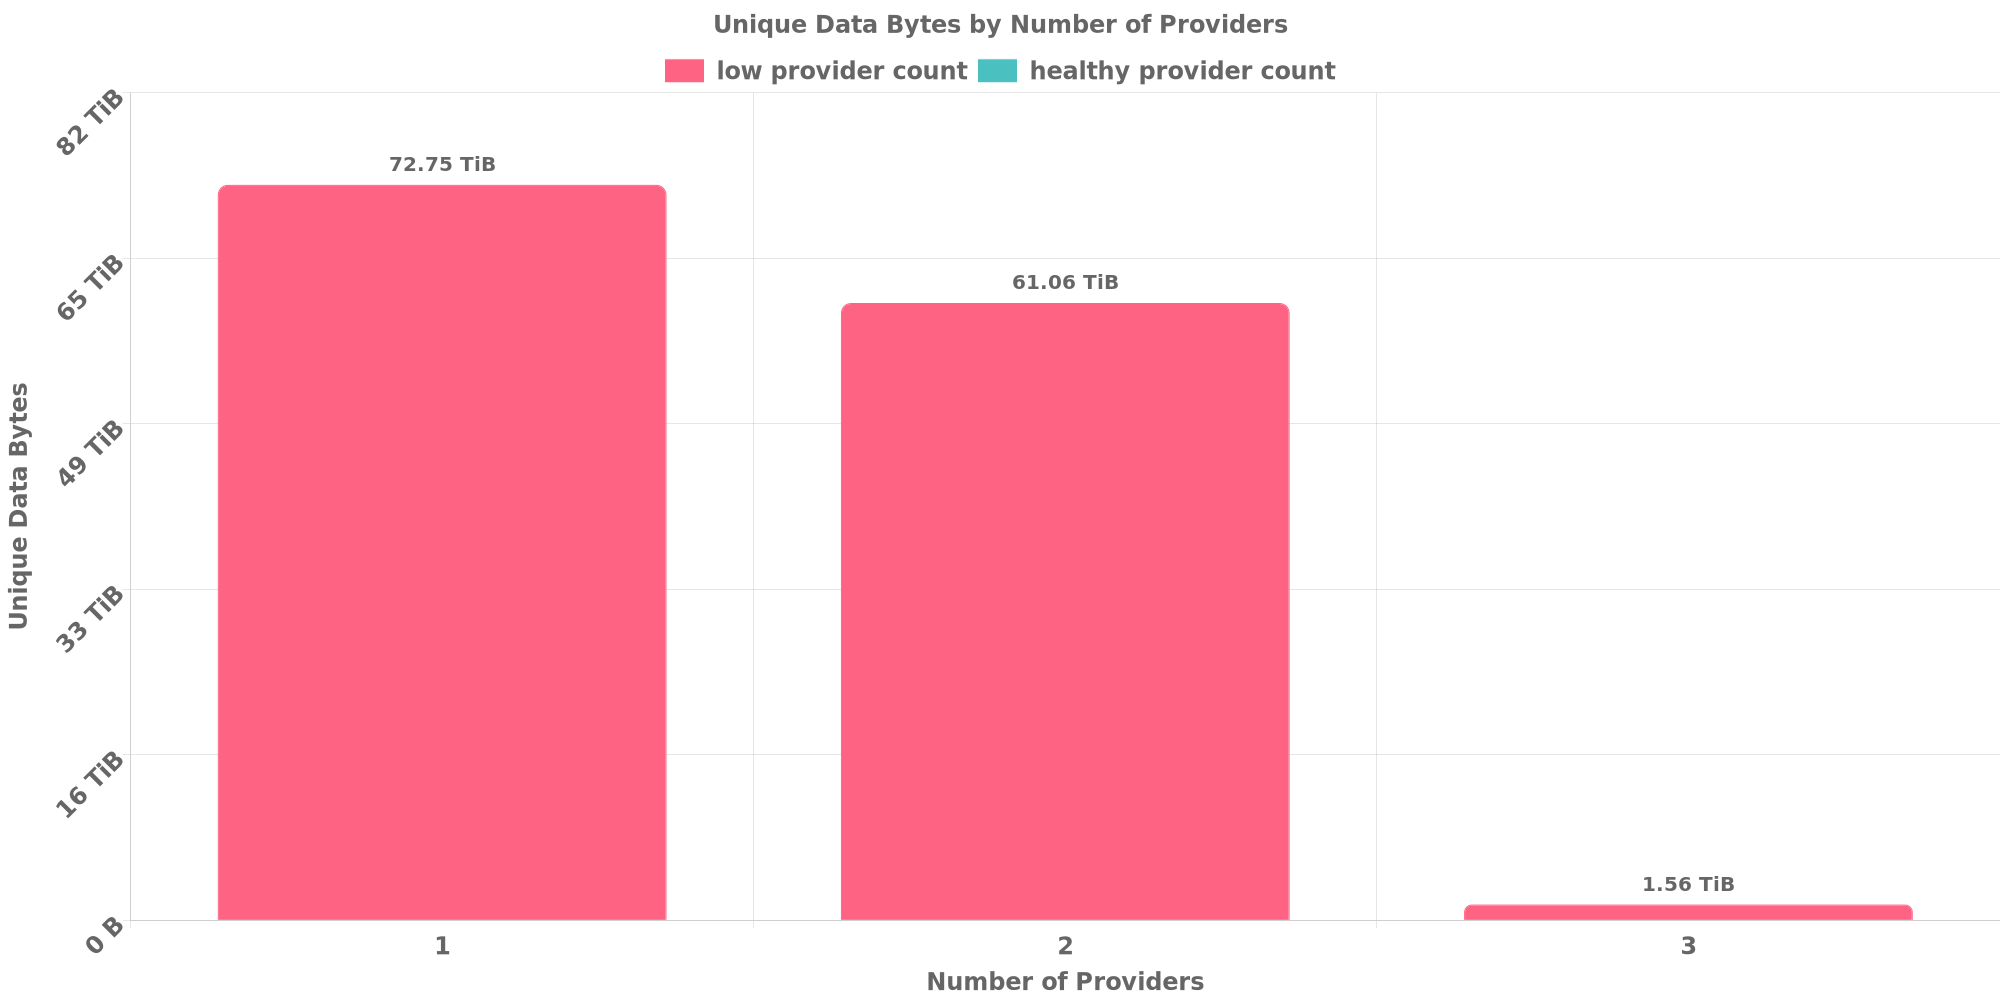 Unique Data Bytes by Number of Providers
low provider count healthy provider count
82 TiB
72.75 TiB
65 TiB
61.06 TiB
49 TiB
33 TiB
16 TiB
1.56 TiB
0 B
Unique Data Bytes
1 2 3
Number of Providers